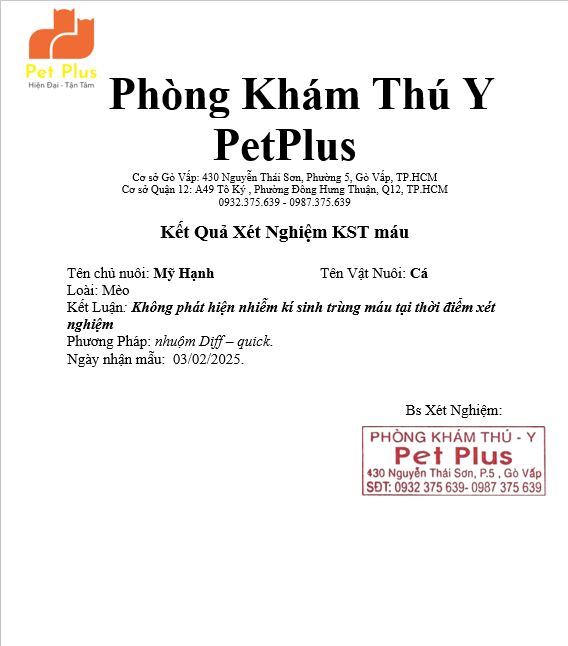 Pet Plus
Hiện Đại - Tận Tâm
Phòng Khám Thú Y
PetPlus
Cơ sở Gò Vấp: 430 Nguyễn Thái Sơn, Phường 5, Gò Vấp, TP.HCM
Cơ sở Quận 12: A49 Tô Ký , Phường Đông Hưng Thuận, Q12, TP.HCM
0932.375.639 - 0987.375.639
Kết Quả Xét Nghiệm KST máu
Tên chủ nuôi: Mỹ Hạnh Tên Vật Nuôi: Cá
Loài: Mèo
Kết Luận: Không phát hiện nhiễm kí sinh trùng máu tại thời điểm xét
nghiệm
Phương Pháp: nhuộm Diff – quick.
Ngày nhận mẫu: 03/02/2025.
Bs Xét Nghiệm:
PHÒNG KHÁM THÚ - Y
Pet Plus
430 Nguyễn Thái Sơn, P.5 , Gò Vấp
SĐT: 0932 375 639- 0987 375 639